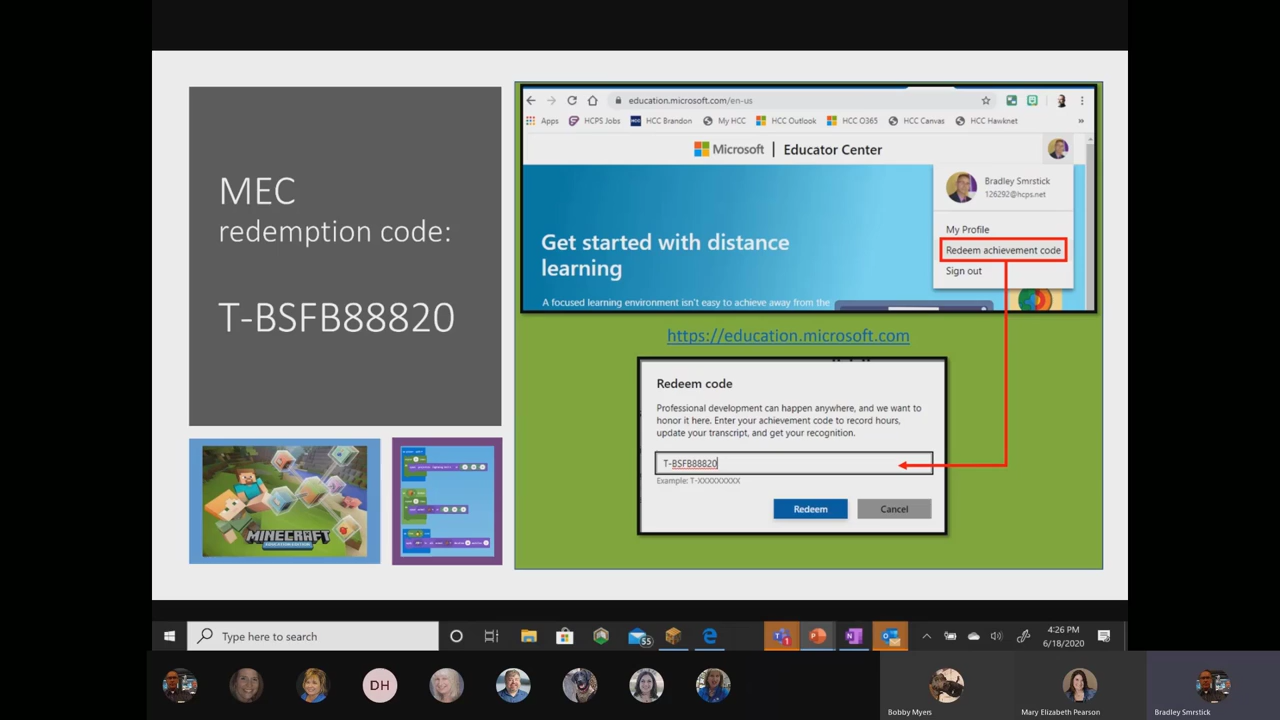 MEC
redemption code:
T-BSFB88820
education.microsoft.com/en-us
Apps HCPS Jobs HCC Brandon My HCC HCC Outlook HCC O365 HCC Canvas HCC Hawknet »
Microsoft | Educator Center
Bradley Smrstick
126292@hcps.net
My Profile
Redeem achievement code
Sign out
Get started with distance
learning
A focused learning environment isn't easy to achieve away from the
https://education.microsoft.com
Redeem code
Professional development can happen anywhere, and we want to
honor it here. Enter your achievement code to record hours,
update your transcript, and get your recognition.
T-BSFB88820
Example: T-XXXXXXXXX
Redeem Cancel
MINECRAFT
EDUCATION EDITION
Type here to search
55
1
4:26 PM
6/18/2020
DH
Bobby Myers
Mary Elizabeth Pearson
Bradley Smrstick